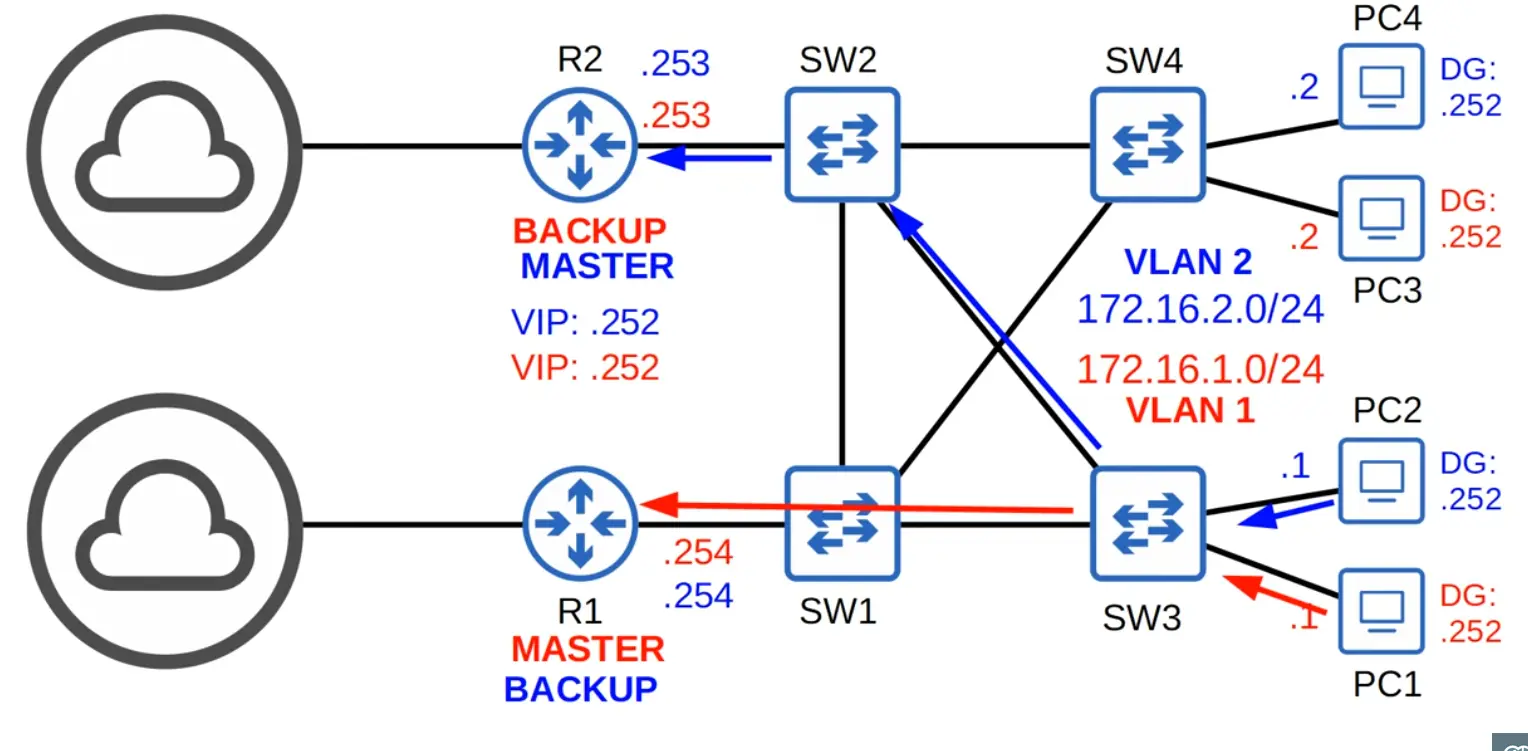 PC4
R2
.253
SW2
SW4
DG:
.2
.252
.253
BACKUP
MASTER
VIP: .252
VIP: .252
VLAN 2
172.16.2.0/24
172.16.1.0/24
VLAN 1
DG:
.252
.2
PC3
PC2
.1
DG:
.252
.254
.254
R1
SW1
SW3
DG:
.252
.1
MASTER
BACKUP
PC1